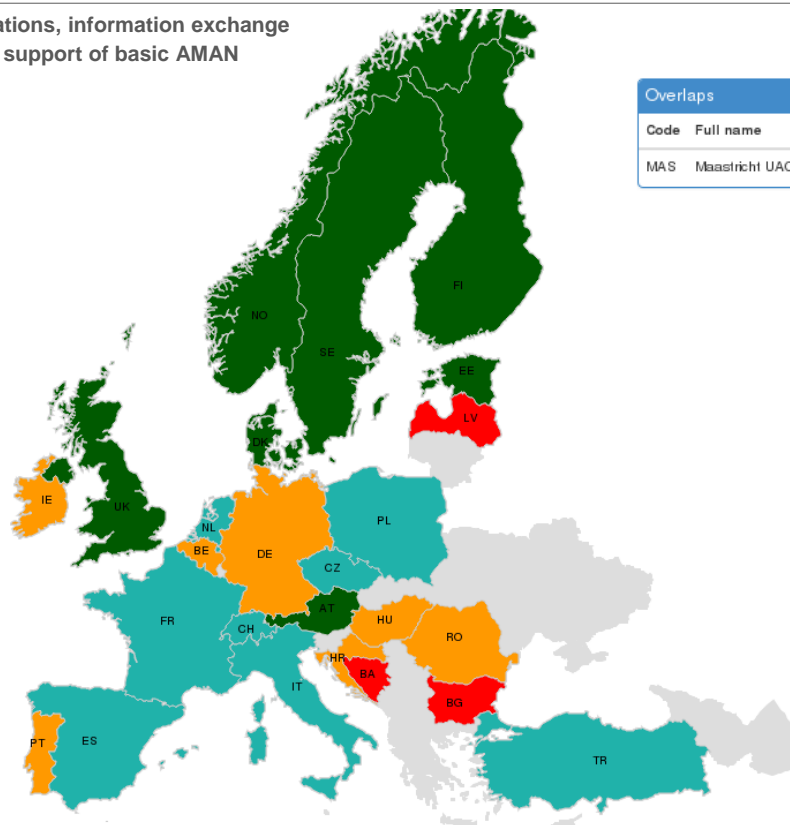 ations, information exchange
support of basic AMAN
Overlaps
Code Full name
MAS Maastricht UAC
NO
FI
SE
EE
LV
DK
IE
UK
NL
PL
BE
DE
CZ
AT
FR
CH
HU
RO
HR
BA
IT
BG
PT
ES
TR